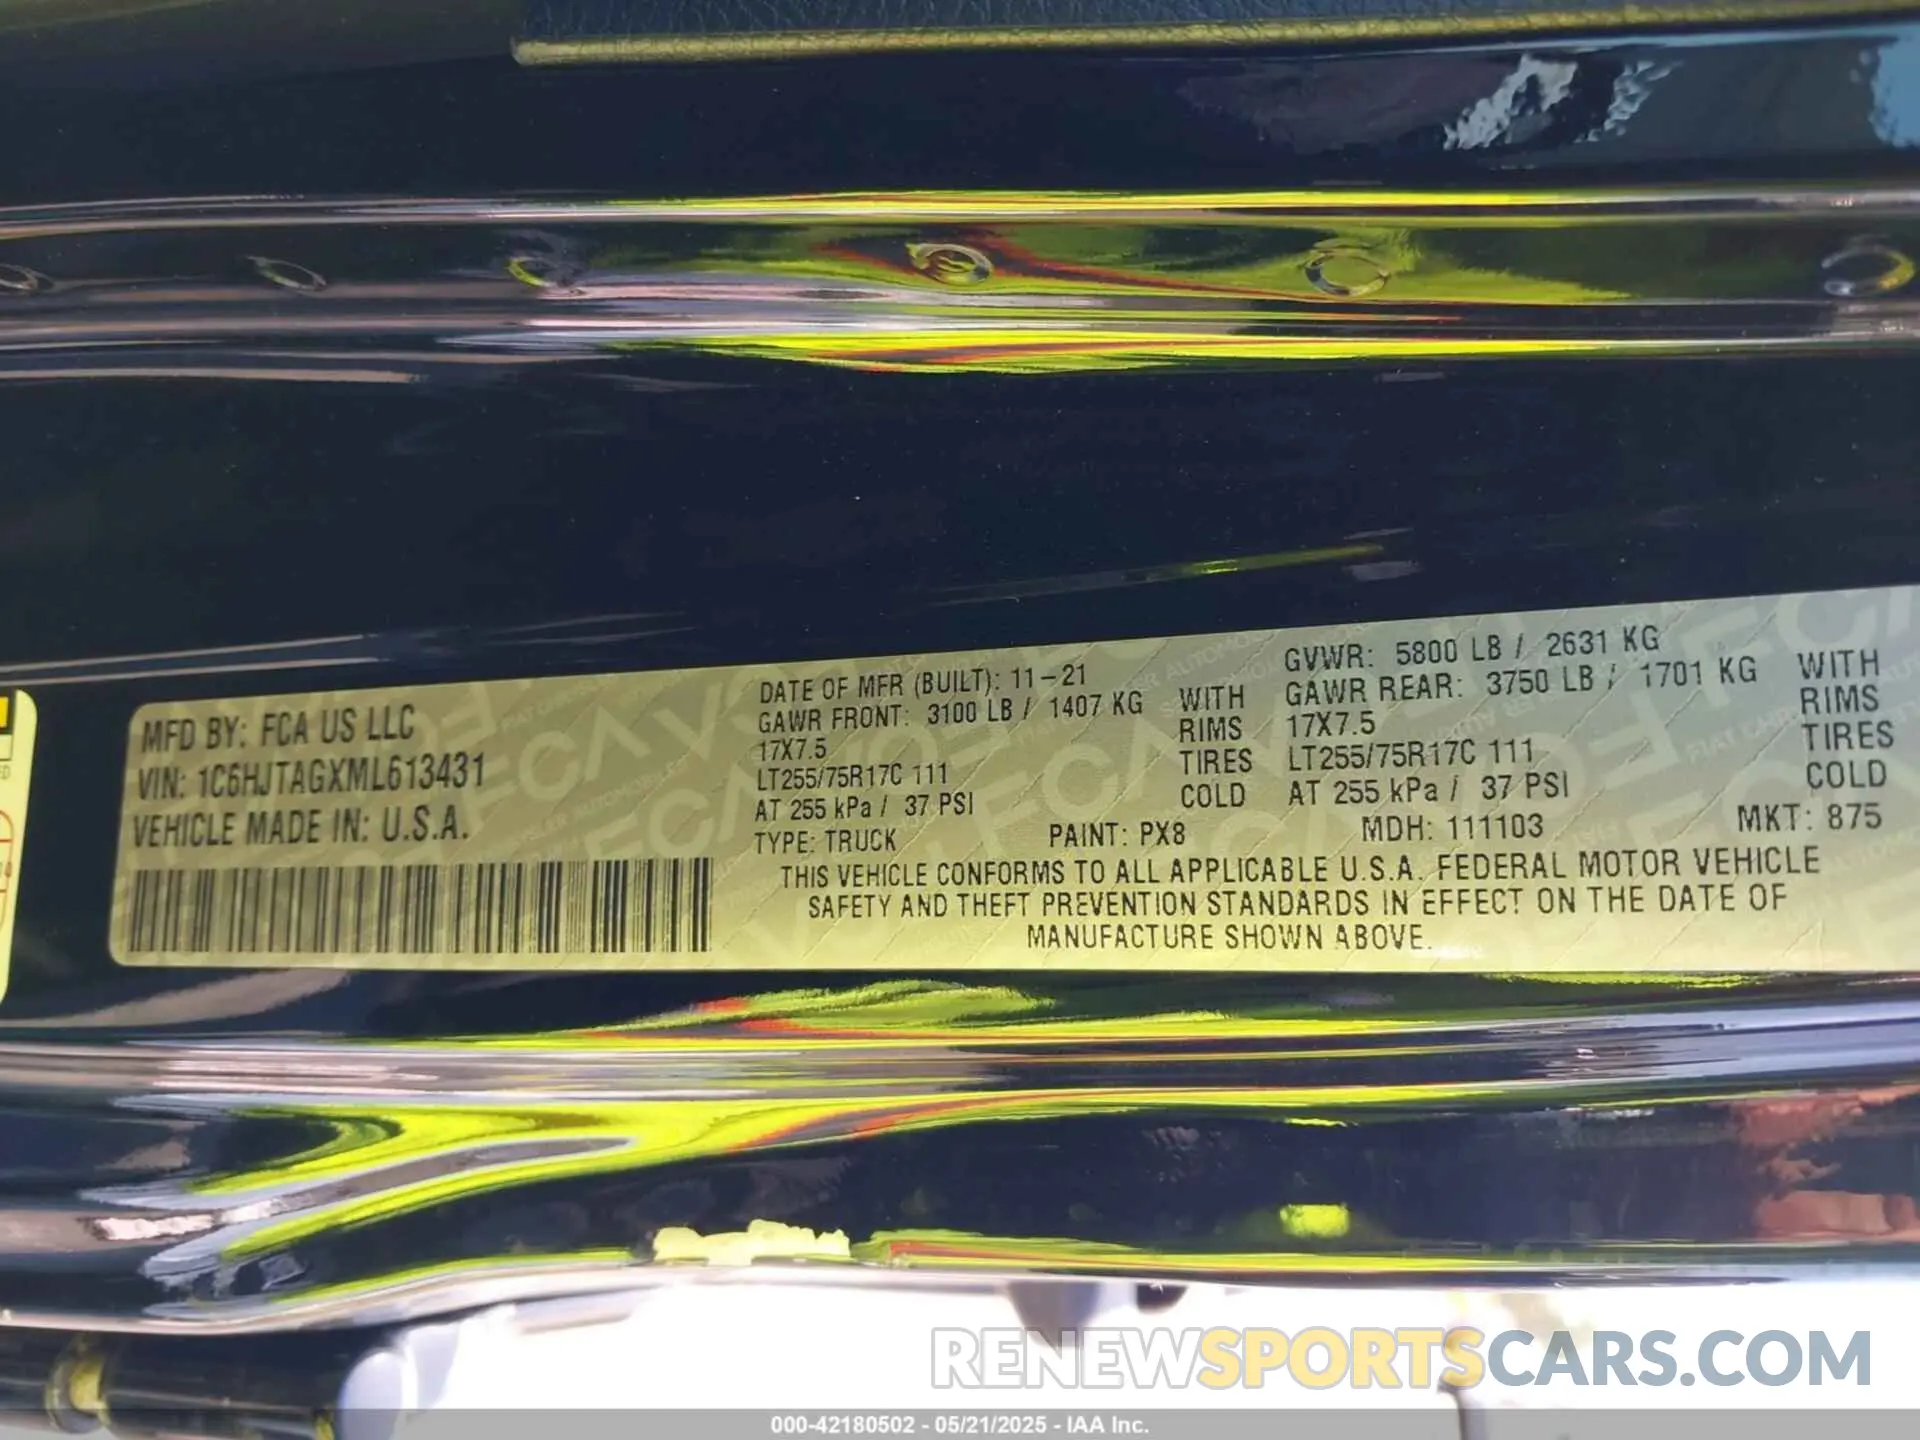 MFD BY: FCA US LLC
VIN: 1C6HJTAGXML613431
VEHICLE MADE IN: U.S.A.
DATE OF MFR (BUILT): 11-21
GAWR FRONT: 3100 LB / 1407 KG WITH
17X7.5 RIMS
LT255/75R17C 111 TIRES
AT 255 kPa / 37 PSI COLD
GVWR: 5800 LB / 2631 KG
GAWR REAR: 3750 LB / 1701 KG WITH
17X7.5 RIMS
LT255/75R17C 111 TIRES
AT 255 kPa / 37 PSI COLD
TYPE: TRUCK PAINT: PX8 MDH: 111103 MKT: 875
THIS VEHICLE CONFORMS TO ALL APPLICABLE U.S.A. FEDERAL MOTOR VEHICLE
SAFETY AND THEFT PREVENTION STANDARDS IN EFFECT ON THE DATE OF
MANUFACTURE SHOWN ABOVE.
RENEWSPORTSCARS.COM
000-42180502 - 05/21/2025 - IAA Inc.